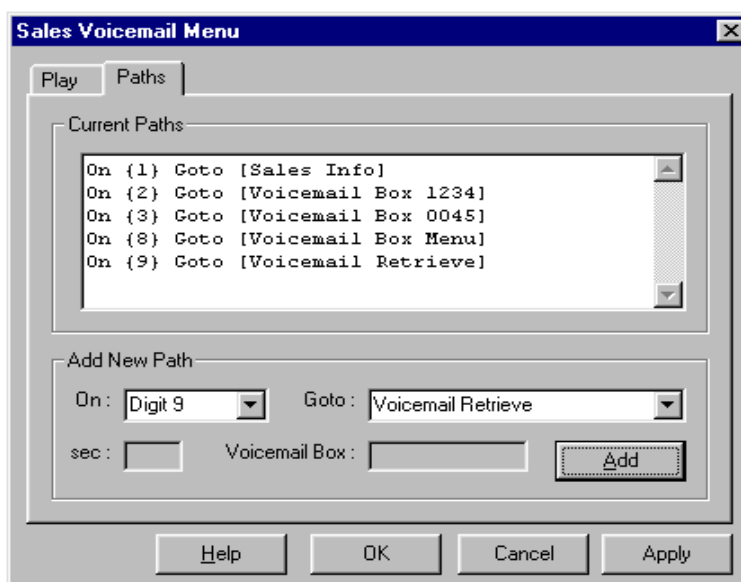 Sales Voicemail Menu
Play Paths
Current Paths
On {1} Goto [Sales Info]
On {2} Goto [Voicemail Box 1234]
On {3} Goto [Voicemail Box 0045]
On {8} Goto [Voicemail Box Menu]
On {9} Goto [Voicemail Retrieve]
Add New Path
On : Digit 9 Goto : Voicemail Retrieve
sec : Voicemail Box : Add
Help OK Cancel Apply